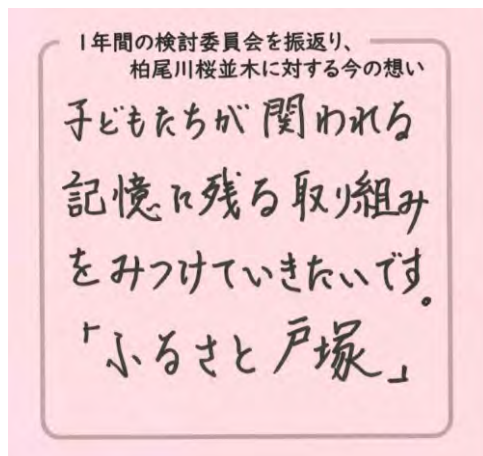 1年間の検討委員会を振返り、
柏尾川桜並木に対する今の想い
子どもたちが関われる
記憶に残る取り組み
をみつけていきたいです。
「ふるさと戸塚」